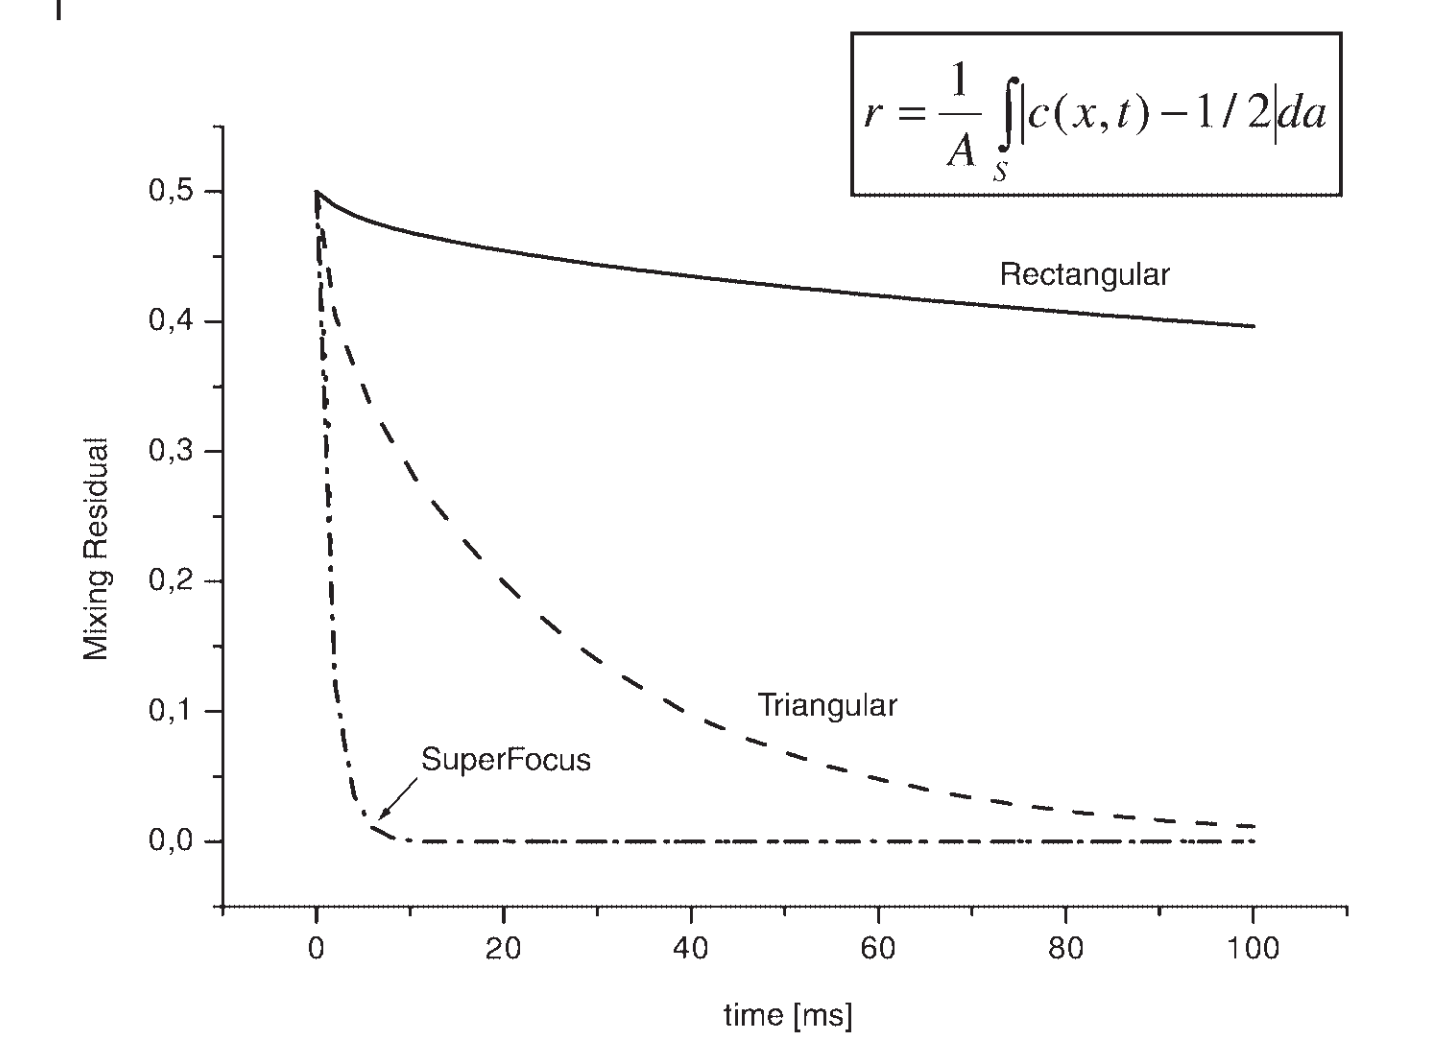 r = 1/A ∫S |c(x,t) − 1/2| da
0,5
0,4
0,3
0,2
0,1
0,0
Mixing Residual
Rectangular
Triangular
SuperFocus
0 20 40 60 80 100
time [ms]